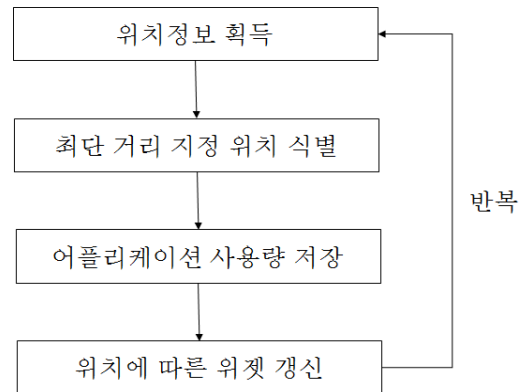 위치정보 획득
최단 거리 지정 위치 식별
반복
어플리케이션 사용량 저장
위치에 따른 위젯 갱신